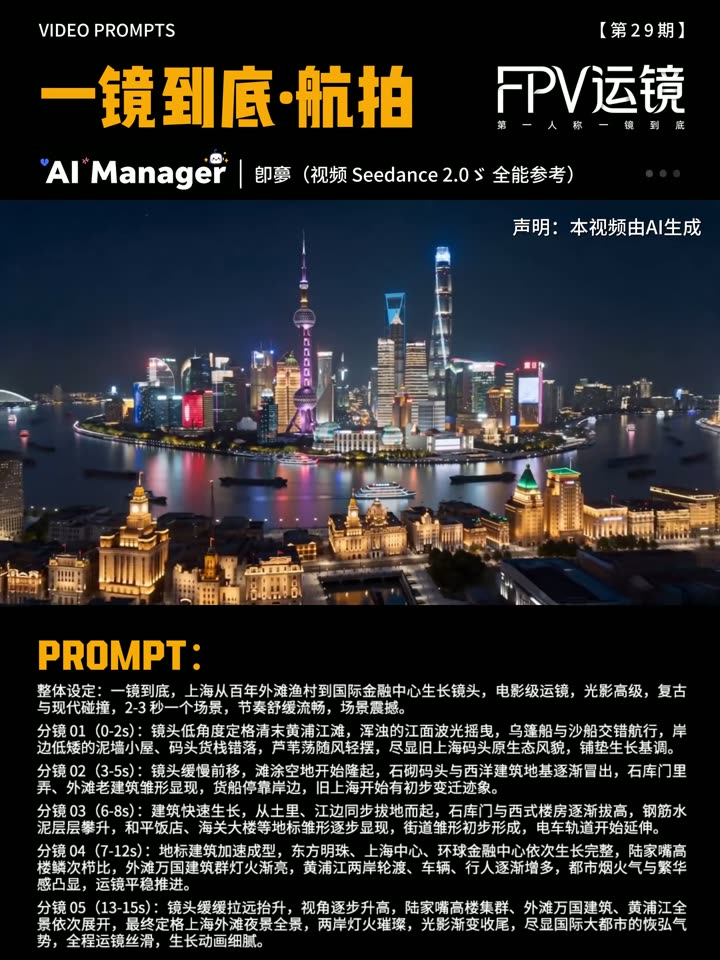 VIDEO PROMPTS
【第29期】
一镜到底·航拍
FPV运镜
第一人称一镜到底
AI Manager | 即夢（视频 Seedance 2.0 全能参考）
声明：本视频由AI生成
PROMPT：
整体设定：一镜到底，上海从百年外滩渔村到国际金融中心生长镜头，电影级运镜，光影高级，复古
与现代碰撞，2-3 秒一个场景，节奏舒缓流畅，场景震撼。
分镜 01（0-2s）：镜头低角度定格清末黄浦江滩，浑浊的江面波光摇曳，乌篷船与沙船交错航行，岸
边低矮的泥墙小屋、码头货栈错落，芦苇荡随风轻摆，尽显旧上海码头原生态风貌，铺垫生长基调。
分镜 02（3-5s）：镜头缓慢前移，滩涂空地开始隆起，石砌码头与西洋建筑地基逐渐冒出，石库门里
弄、外滩老建筑雏形显现，货船停靠岸边，旧上海开始有初步变迁迹象。
分镜 03（6-8s）：建筑快速生长，从土里、江边同步拔地而起，石库门与西式楼房逐渐拔高，钢筋水
泥层层攀升，和平饭店、海关大楼等地标雏形逐步显现，街道雏形初步形成，电车轨道开始延伸。
分镜 04（7-12s）：地标建筑加速成型，东方明珠、上海中心、环球金融中心依次生长完整，陆家嘴高
楼鳞次栉比，外滩万国建筑群灯火渐亮，黄浦江两岸轮渡、车辆、行人逐渐增多，都市烟火气与繁华
感凸显，运镜平稳推进。
分镜 05（13-15s）：镜头缓缓拉远抬升，视角逐步升高，陆家嘴高楼集群、外滩万国建筑、黄浦江全
景依次展开，最终定格上海外滩夜景全景，两岸灯火璀璨，光影渐变收尾，尽显国际大都市的恢弘气
势，全程运镜丝滑，生长动画细腻。